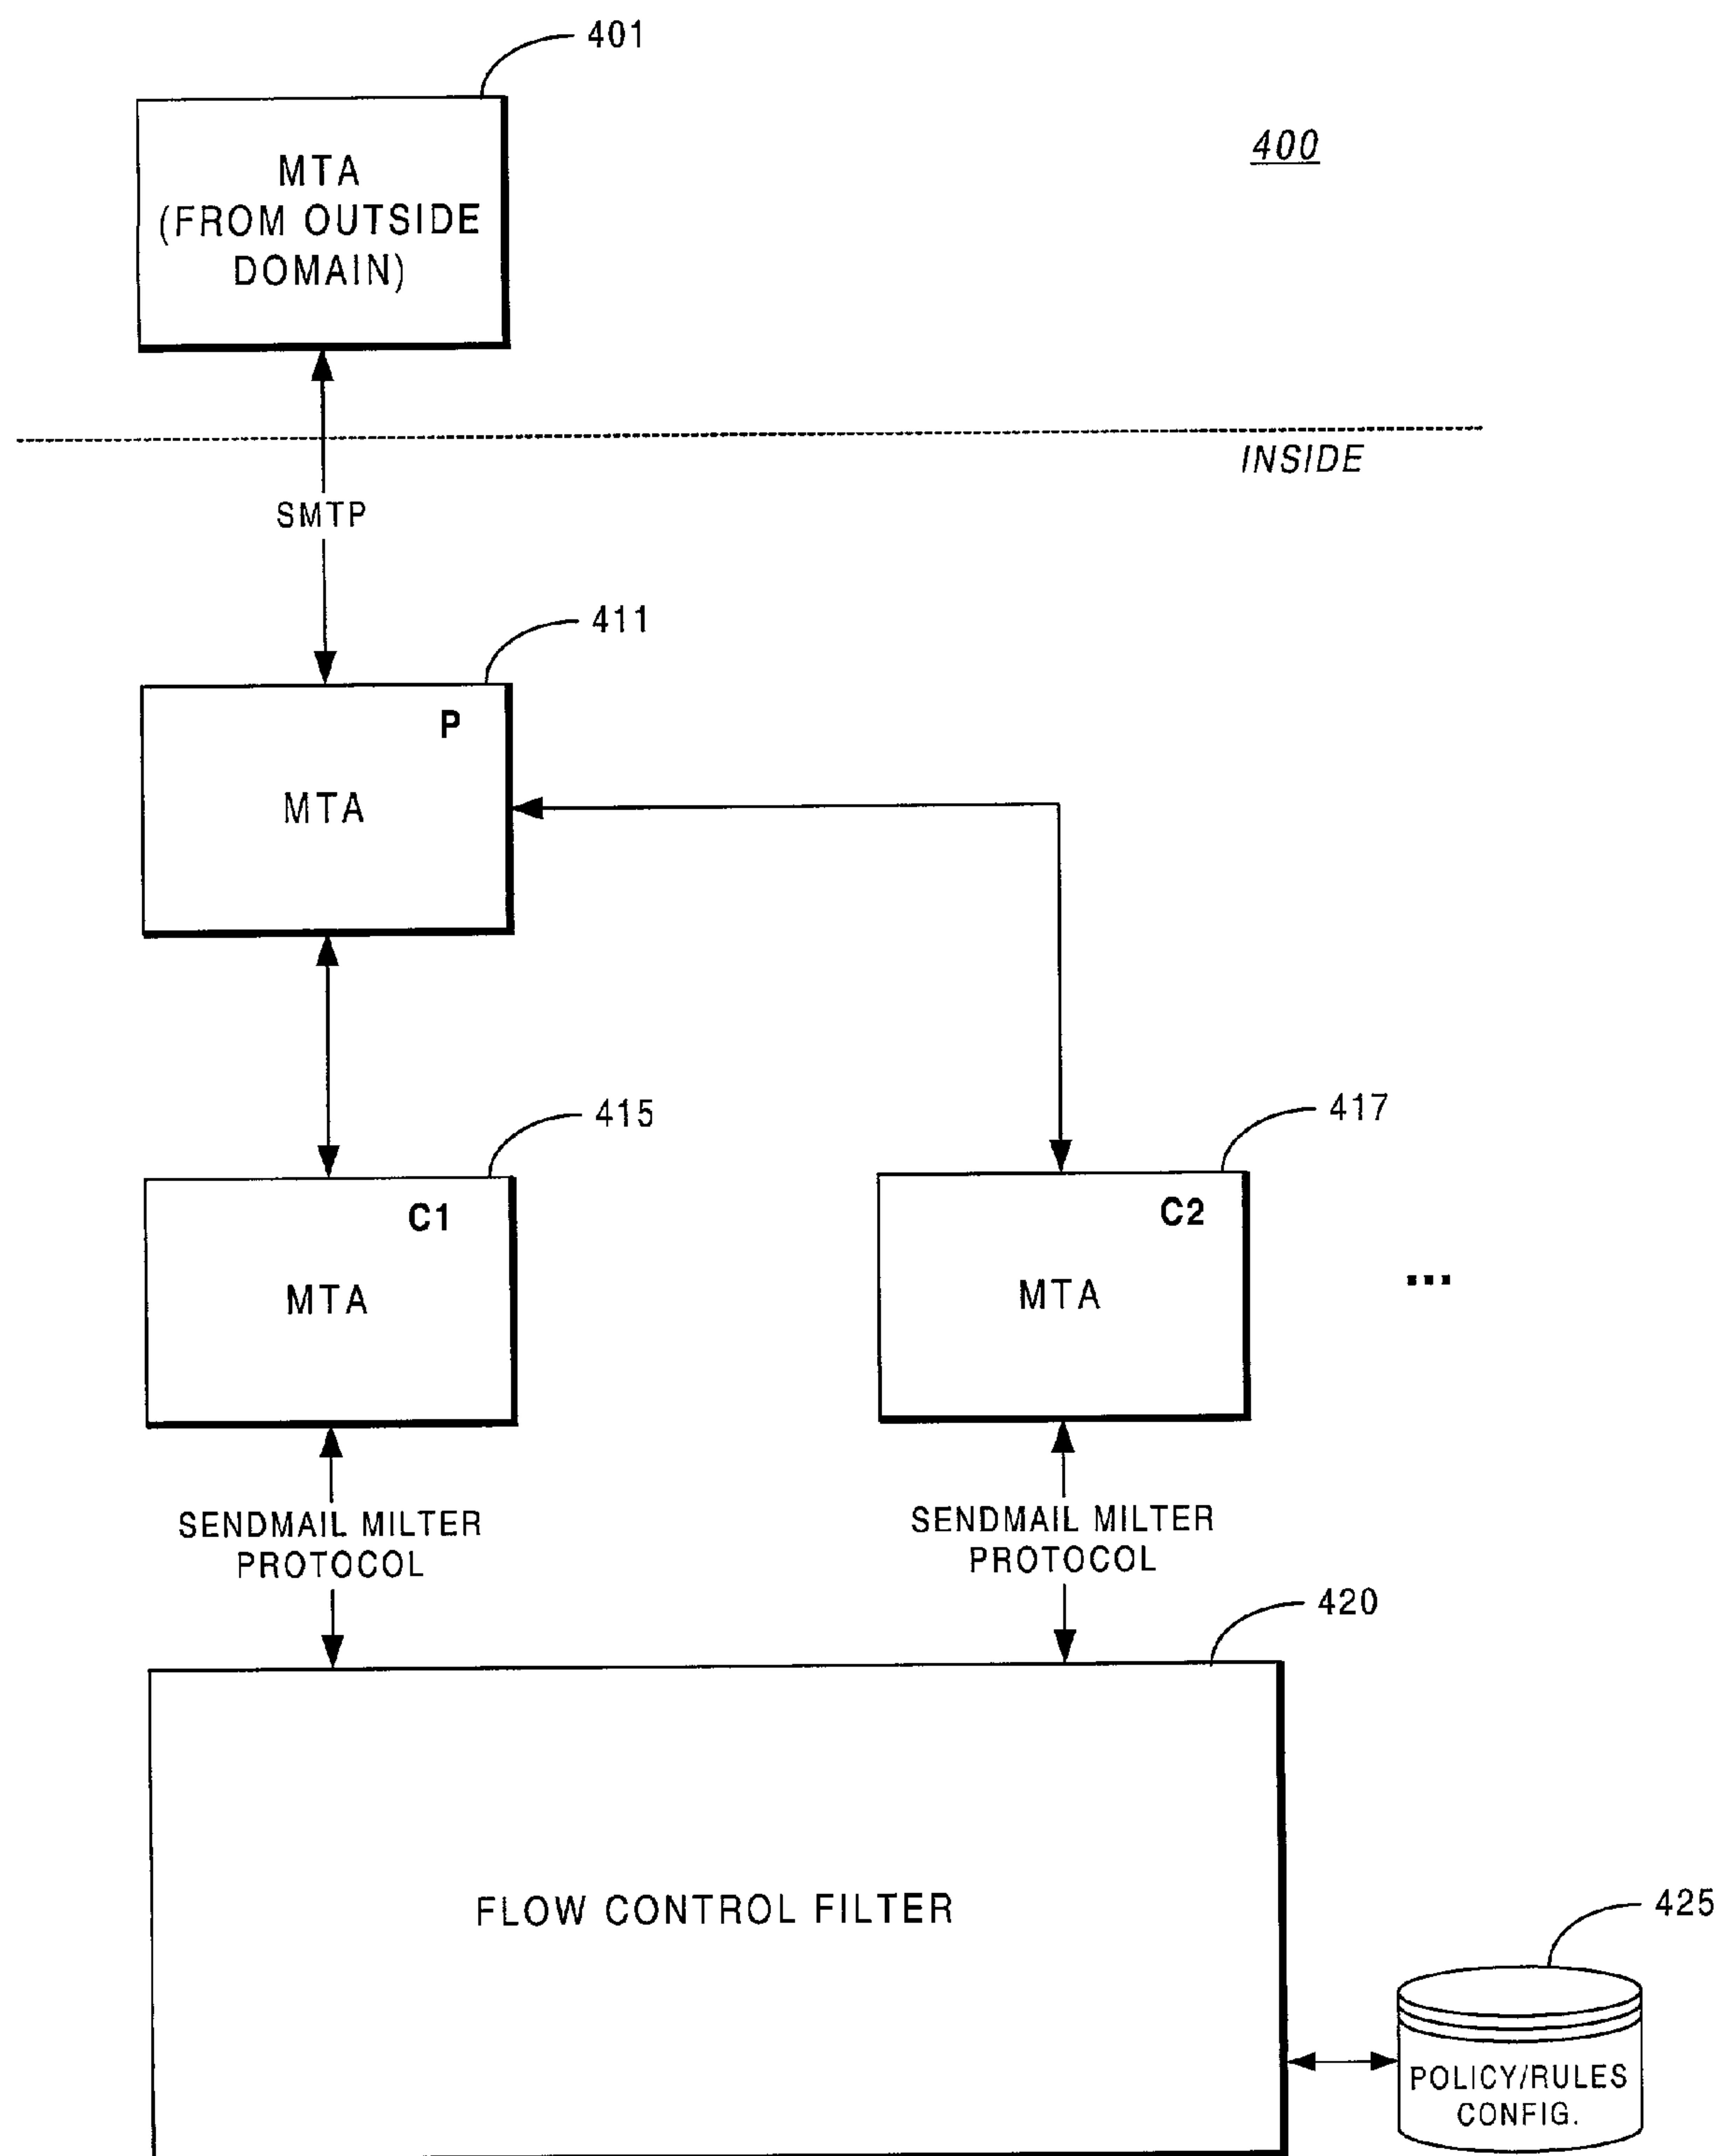 401
400
MTA
(FROM OUTSIDE
DOMAIN)
INSIDE
SMTP
411
P
MTA
415
417
C1
MTA
C2
MTA
...
SENDMAIL MILTER
PROTOCOL
SENDMAIL MILTER
PROTOCOL
420
FLOW CONTROL FILTER
425
POLICY/RULES
CONFIG.